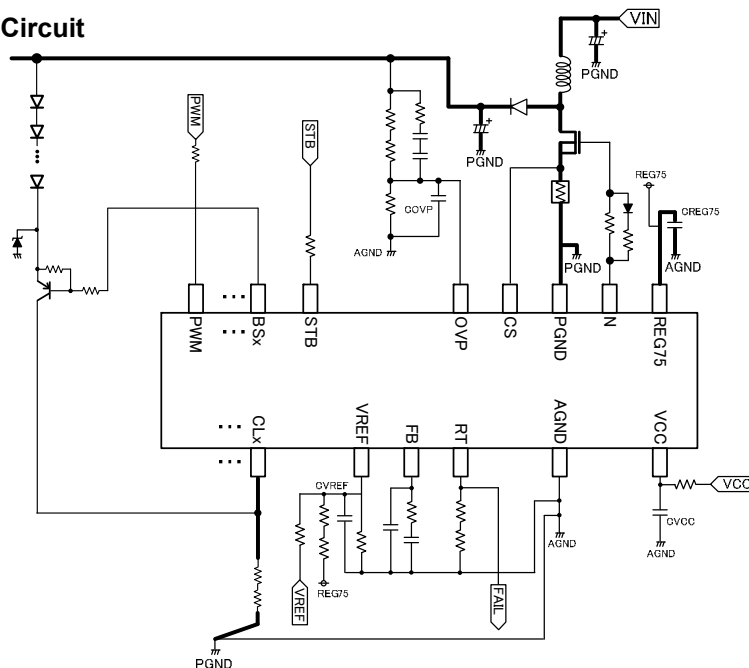 Circuit
VIN
PGND
PWM
STB
PGND
REG75
CREG75
COVP
AGND
PGND
AGND
...
PWM
...
BSx
STB
OVP
CS
PGND
N
REG75
...
CLx
...
VREF
FB
RT
AGND
VCC
CVREF
VCC
CVCC
AGND
AGND
REG75
VREF
FAIL
PGND